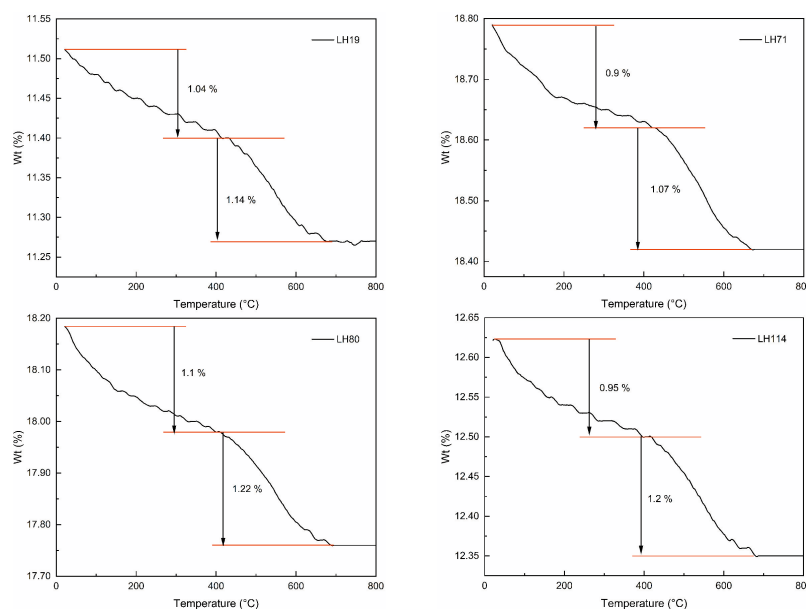 11.55
11.50
11.45
11.40
11.35
11.30
11.25
Wt (%)
LH19
1.04 %
1.14 %
0 200 400 600 800
Temperature (°C)
18.80
18.70
18.60
18.50
18.40
Wt (%)
LH71
0.9 %
1.07 %
0 200 400 600 80
Temperature (°C)
18.20
18.10
18.00
17.90
17.80
17.70
Wt (%)
LH80
1.1 %
1.22 %
0 200 400 600 800
Temperature (°C)
12.65
12.60
12.55
12.50
12.45
12.40
12.35
Wt (%)
LH114
0.95 %
1.2 %
0 200 400 600 80
Temperature (°C)